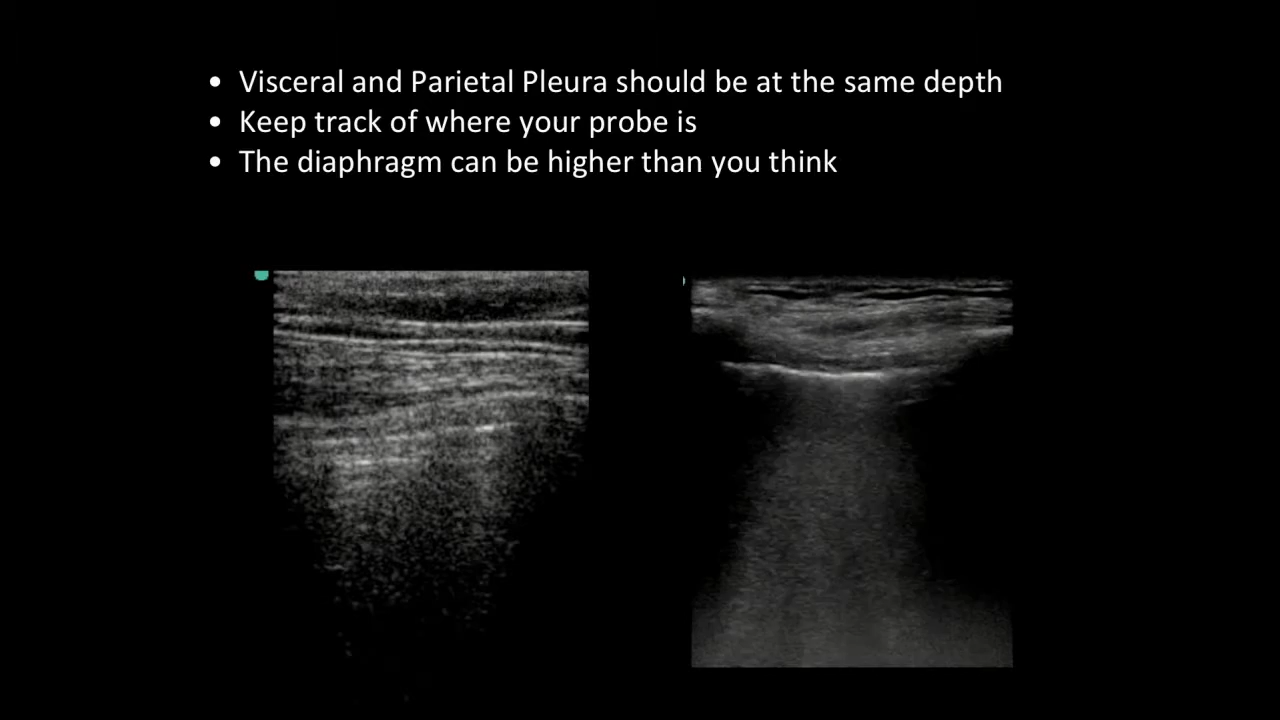 • Visceral and Parietal Pleura should be at the same depth
• Keep track of where your probe is
• The diaphragm can be higher than you think